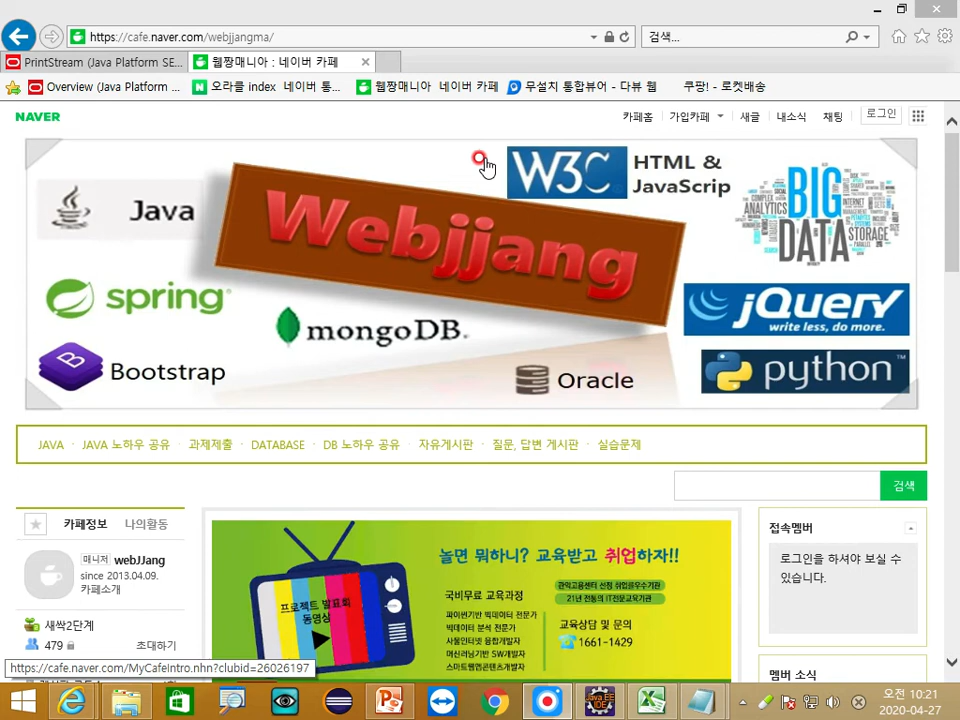 https://cafe.naver.com/webjjangma/
검색...
PrintStream (Java Platform SE...
웹짱매니아 : 네이버 카페
Overview (Java Platform ...
오라클 index 네이버 통...
웹짱매니아 네이버 카페
무설치 통합뷰어 - 다뷰 웹
쿠팡! - 로켓배송
NAVER
카페홈 가입카페 새글 내소식 채팅 로그인
Java
Webjjang
W3C
HTML &
JavaScrip
BIG
DATA
ANALYTICS
STORAGE
spring
mongoDB.
jQuery
write less, do more.
Bootstrap
Oracle
python
JAVA · JAVA 노하우 공유 · 과제제출 · DATABASE · DB 노하우 공유 · 자유게시판 · 질문, 답변 게시판 · 실습문제
검색
카페정보 나의활동
매니저 webJJang
since 2013.04.09.
카페소개
새싹2단계
479 초대하기
놀면 뭐하니? 교육받고 취업하자!!
프로젝트 발표회
동영상
국비무료 교육과정
파이썬기반 빅데이터 전문가
빅데이터 분석 전문가
사물인터넷 융합개발자
머신러닝기반 SW개발자
스마트웹앱콘텐츠개발자
관악고용센터 선정 취업률우수기관
21년 전통의 IT전문교육기관
교육상담 및 문의
1661-1429
접속멤버
로그인을 하셔야 보실 수
있습니다.
멤버 소식
https://cafe.naver.com/MyCafeIntro.nhn?clubid=26026197
오전 10:21
2020-04-27